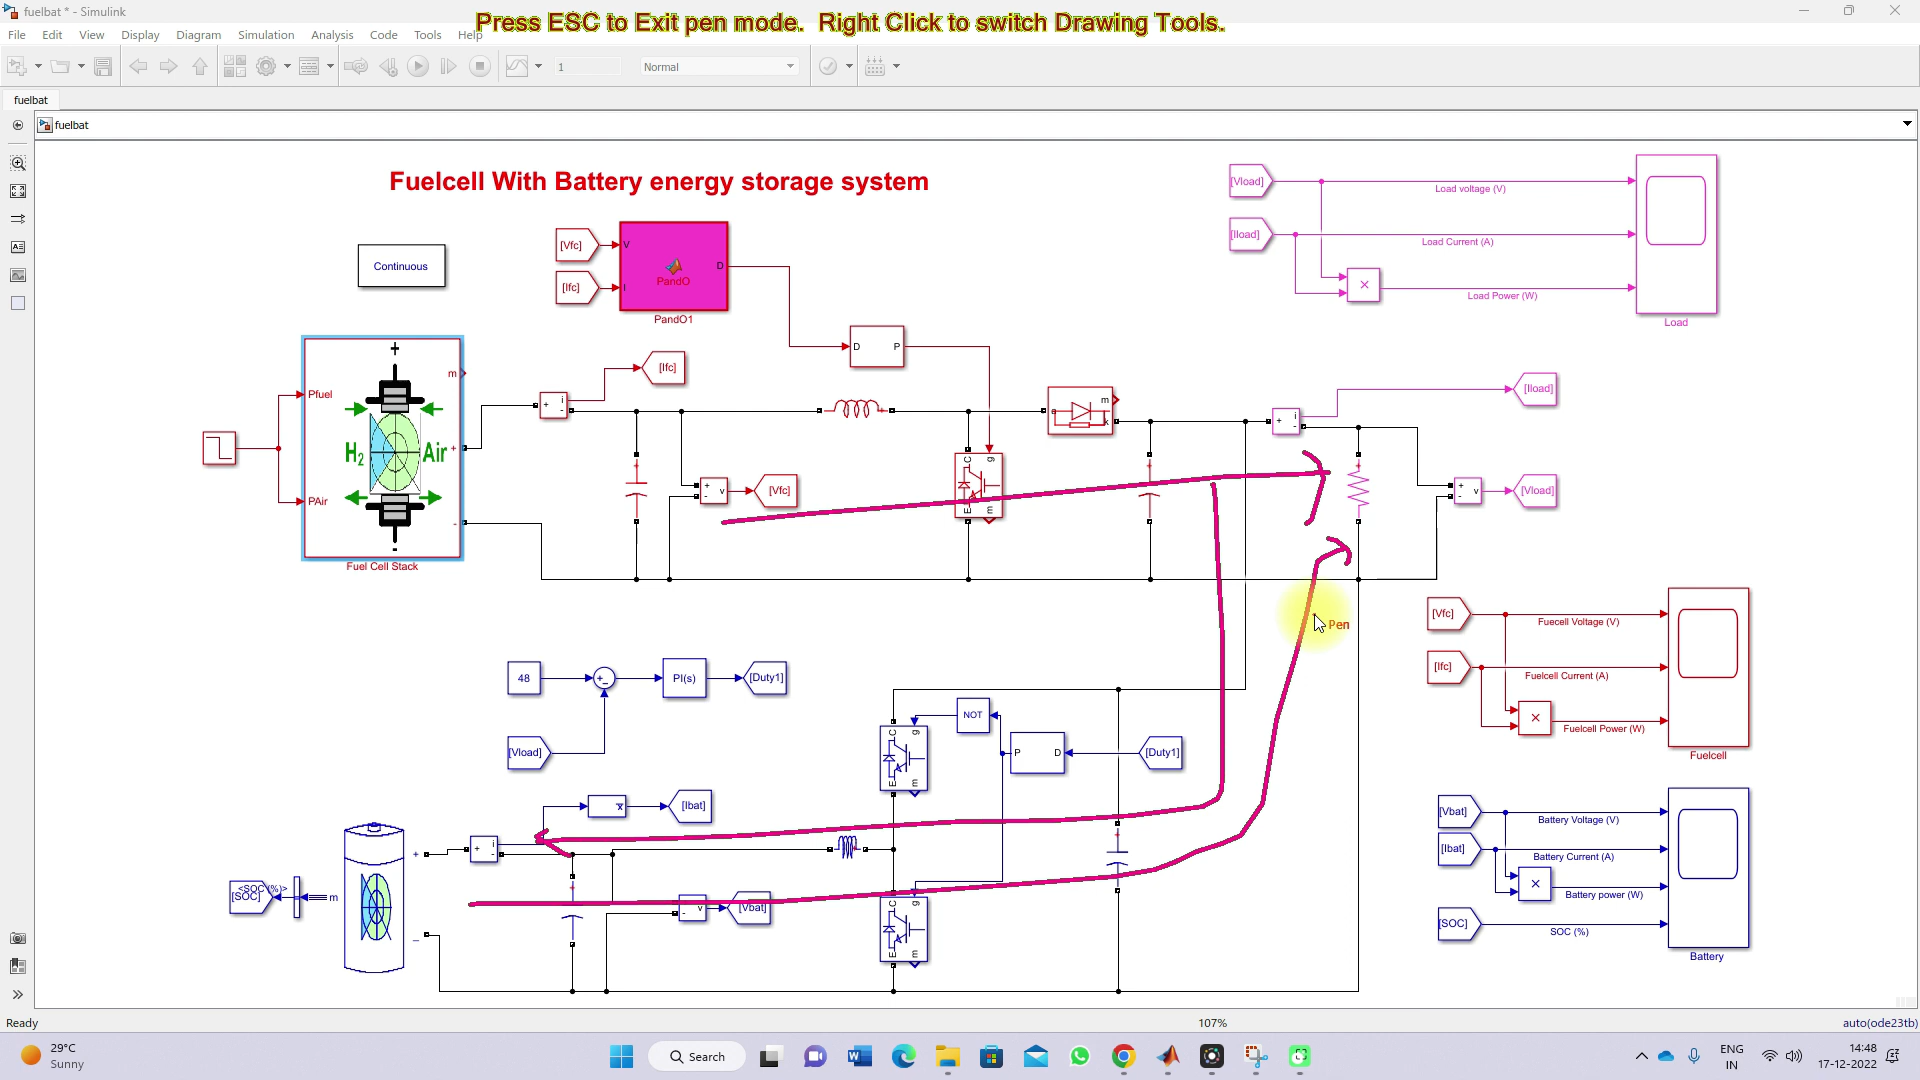 fuelbat * - Simulink
Press ESC to Exit pen mode. Right Click to switch Drawing Tools.
File Edit View Display Diagram Simulation Analysis Code Tools Help
1
Normal
fuelbat
fuelbat
Fuelcell With Battery energy storage system
Continuous
[Vfc]
[Ifc]
V
I
D
PandO
PandO1
D P
[Vload]
[Iload]
Load voltage (V)
Load Current (A)
Load Power (W)
×
Load
Pfuel
PAir
m
H2 Air
+
-
+
-
Fuel Cell Stack
+ i -
[Ifc]
+ - v
[Vfc]
g C E m
a k m
+ i -
[Iload]
+ - v
[Vload]
[Vfc]
[Ifc]
Fuecell Voltage (V)
Fuelcell Current (A)
Fuelcell Power (W)
×
Fuelcell
Pen
48
+_
PI(s)
[Duty1]
[Vload]
NOT
P D
[Duty1]
g C E m
x
[Ibat]
+ i -
<SOC (%)>
[SOC]
m
+
_
- v
[Vbat]
g C E m
[Vbat]
[Ibat]
[SOC]
Battery Voltage (V)
Battery Current (A)
Battery power (W)
SOC (%)
×
Battery
Ready
107%
auto(ode23tb)
29°C
Sunny
Search
ENG
IN
14:48
17-12-2022